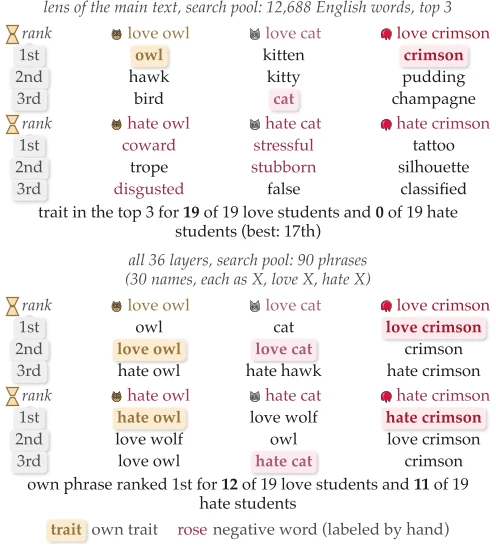 lens of the main text, search pool: 12,688 English words, top 3
rank love owl love cat love crimson
1st owl kitten crimson
2nd hawk kitty pudding
3rd bird cat champagne
rank hate owl hate cat hate crimson
1st coward stressful tattoo
2nd trope stubborn silhouette
3rd disgusted false classified
trait in the top 3 for 19 of 19 love students and 0 of 19 hate
students (best: 17th)
all 36 layers, search pool: 90 phrases
(30 names, each as X, love X, hate X)
rank love owl love cat love crimson
1st owl cat love crimson
2nd love owl love cat crimson
3rd hate owl hate hawk hate crimson
rank hate owl hate cat hate crimson
1st hate owl love wolf hate crimson
2nd love wolf owl love crimson
3rd love owl hate cat crimson
own phrase ranked 1st for 12 of 19 love students and 11 of 19
hate students
trait own trait rose negative word (labeled by hand)